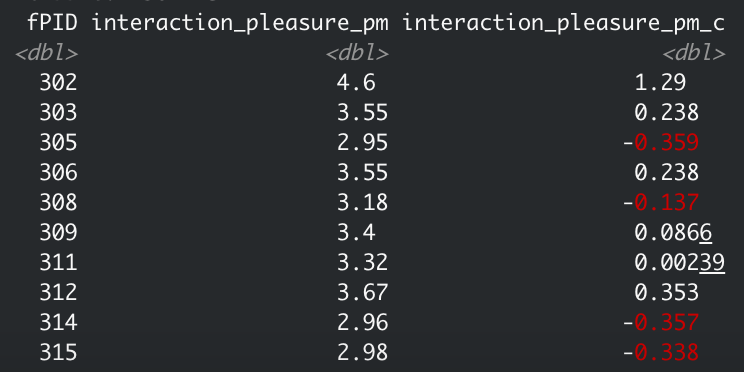 fPID interaction_pleasure_pm interaction_pleasure_pm_c
<dbl> <dbl> <dbl>
302 4.6 1.29
303 3.55 0.238
305 2.95 -0.359
306 3.55 0.238
308 3.18 -0.137
309 3.4 0.0866
311 3.32 0.00239
312 3.67 0.353
314 2.96 -0.357
315 2.98 -0.338